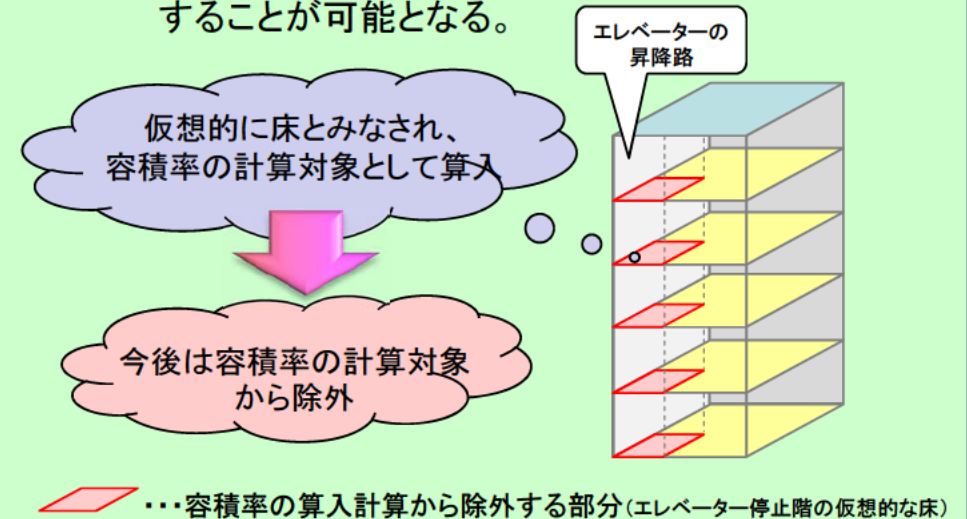 することが可能となる。
エレベーターの
昇降路
仮想的に床とみなされ、
容積率の計算対象として算入
今後は容積率の計算対象
から除外
・・・容積率の算入計算から除外する部分(エレベーター停止階の仮想的な床)